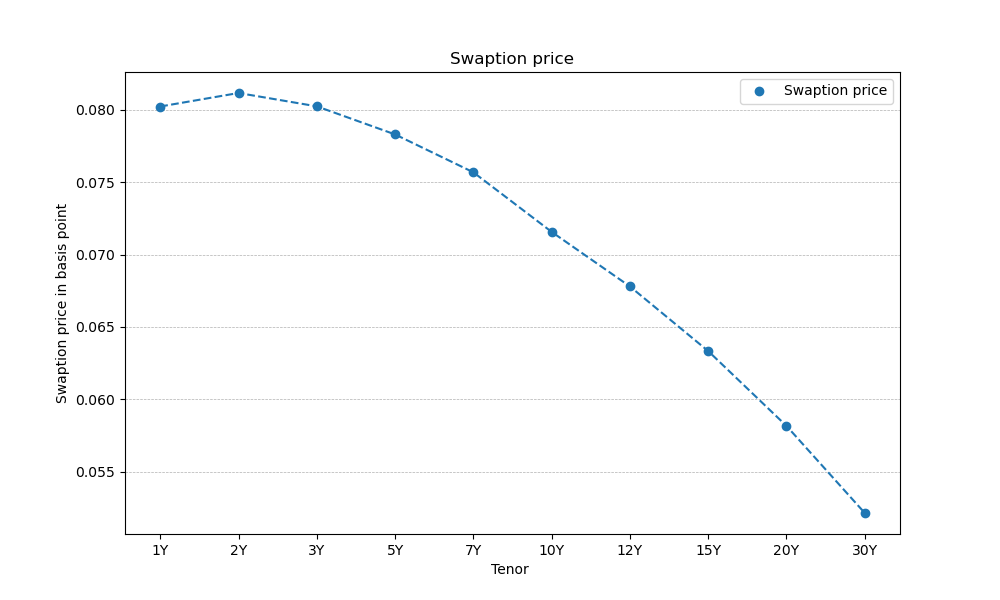 Swaption price
Swaption price
0.080
0.075
0.070
0.065
0.060
0.055
Swaption price in basis point
1Y 2Y 3Y 5Y 7Y 10Y 12Y 15Y 20Y 30Y
Tenor